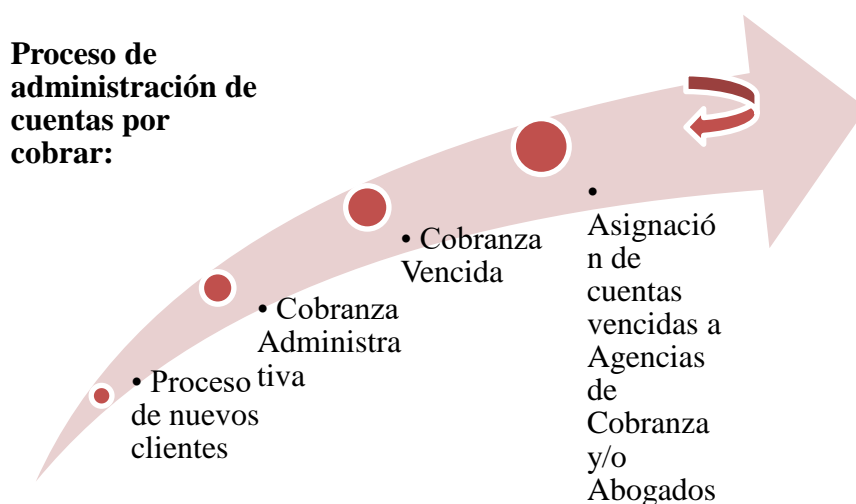 Proceso de
administración de
cuentas por
cobrar:
• Proceso
de nuevos
clientes
• Cobranza
Administra
tiva
• Cobranza
Vencida
•
Asignació
n de
cuentas
vencidas a
Agencias
de
Cobranza
y/o
Abogados